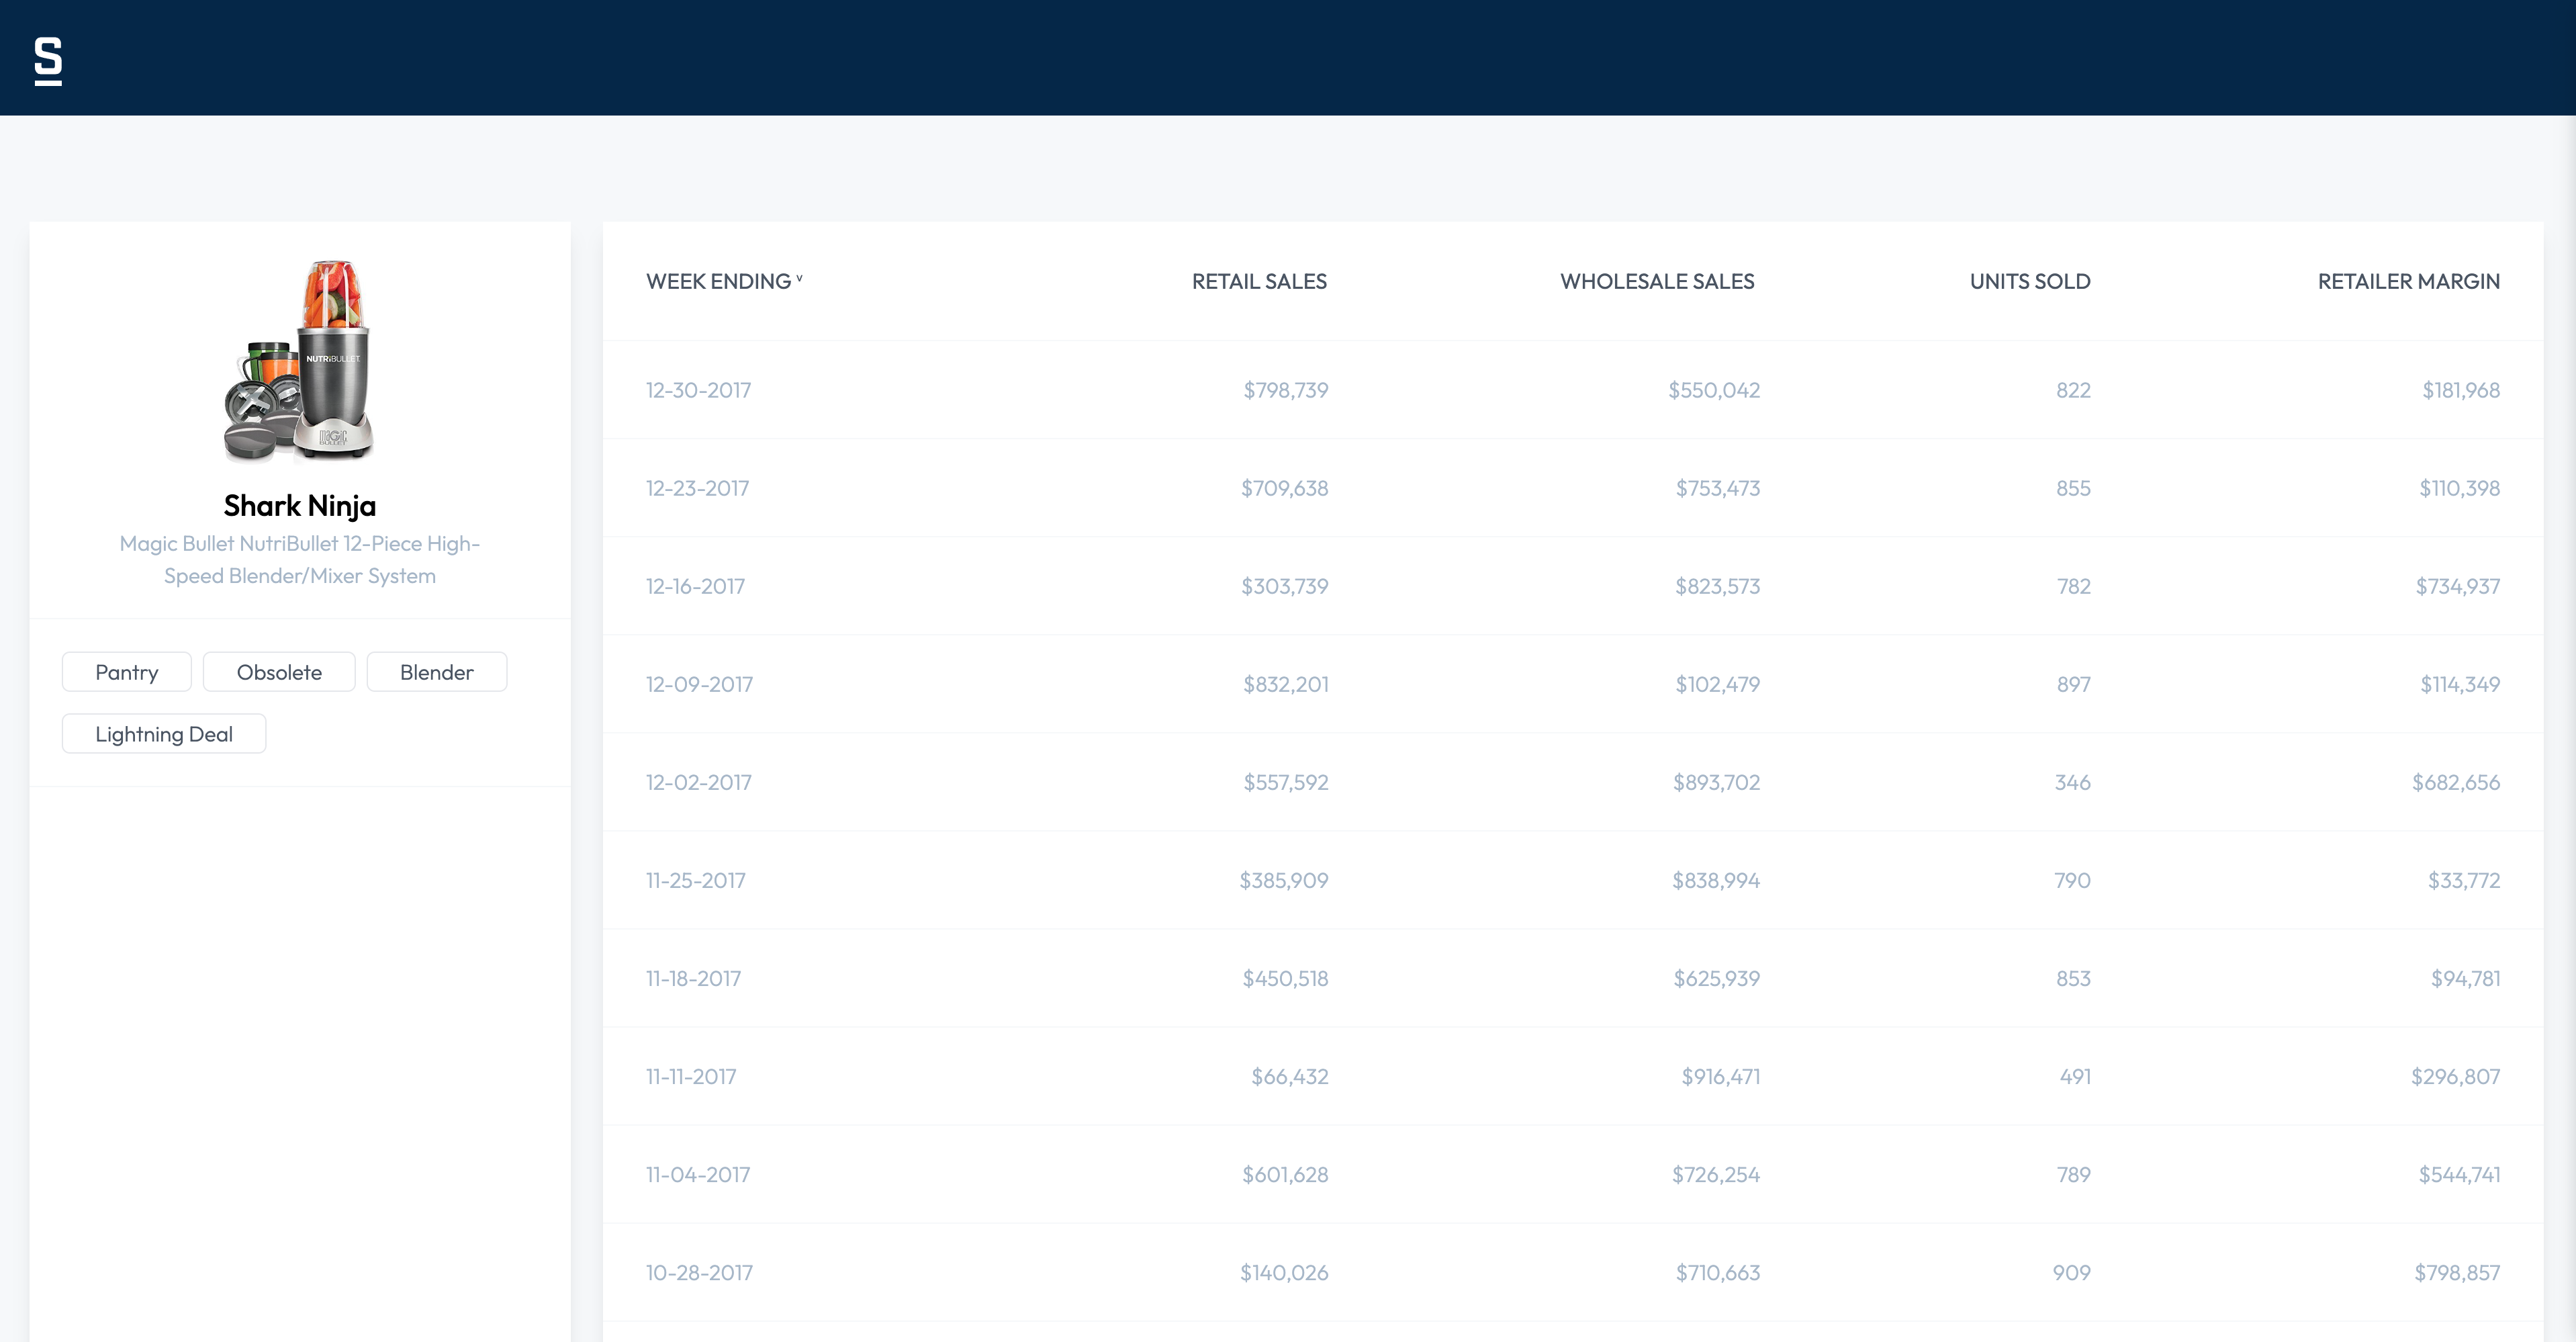 S
NUTRiBULLET
magic
BULLET
Shark Ninja
Magic Bullet NutriBullet 12-Piece High-
Speed Blender/Mixer System
Pantry Obsolete Blender
Lightning Deal
WEEK ENDING v RETAIL SALES WHOLESALE SALES UNITS SOLD RETAILER MARGIN
12-30-2017 $798,739 $550,042 822 $181,968
12-23-2017 $709,638 $753,473 855 $110,398
12-16-2017 $303,739 $823,573 782 $734,937
12-09-2017 $832,201 $102,479 897 $114,349
12-02-2017 $557,592 $893,702 346 $682,656
11-25-2017 $385,909 $838,994 790 $33,772
11-18-2017 $450,518 $625,939 853 $94,781
11-11-2017 $66,432 $916,471 491 $296,807
11-04-2017 $601,628 $726,254 789 $544,741
10-28-2017 $140,026 $710,663 909 $798,857